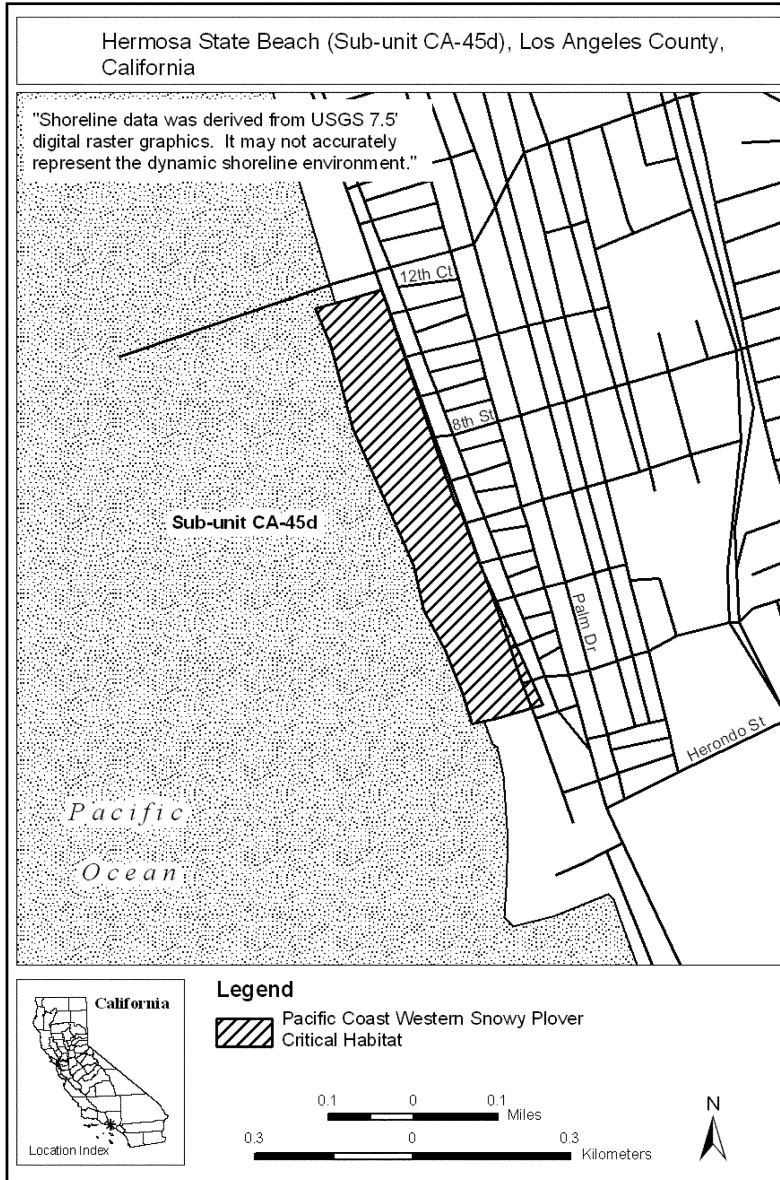 Hermosa State Beach (Sub-unit CA-45d), Los Angeles County,
California
"Shoreline data was derived from USGS 7.5'
digital raster graphics. It may not accurately
represent the dynamic shoreline environment."
12th Ct
8th St
Sub-unit CA-45d
Palm Dr
Herondo St
Pacific
Ocean
California
Location Index
Legend
Pacific Coast Western Snowy Plover
Critical Habitat
0.1 0 0.1
Miles
0.3 0 0.3
Kilometers
N